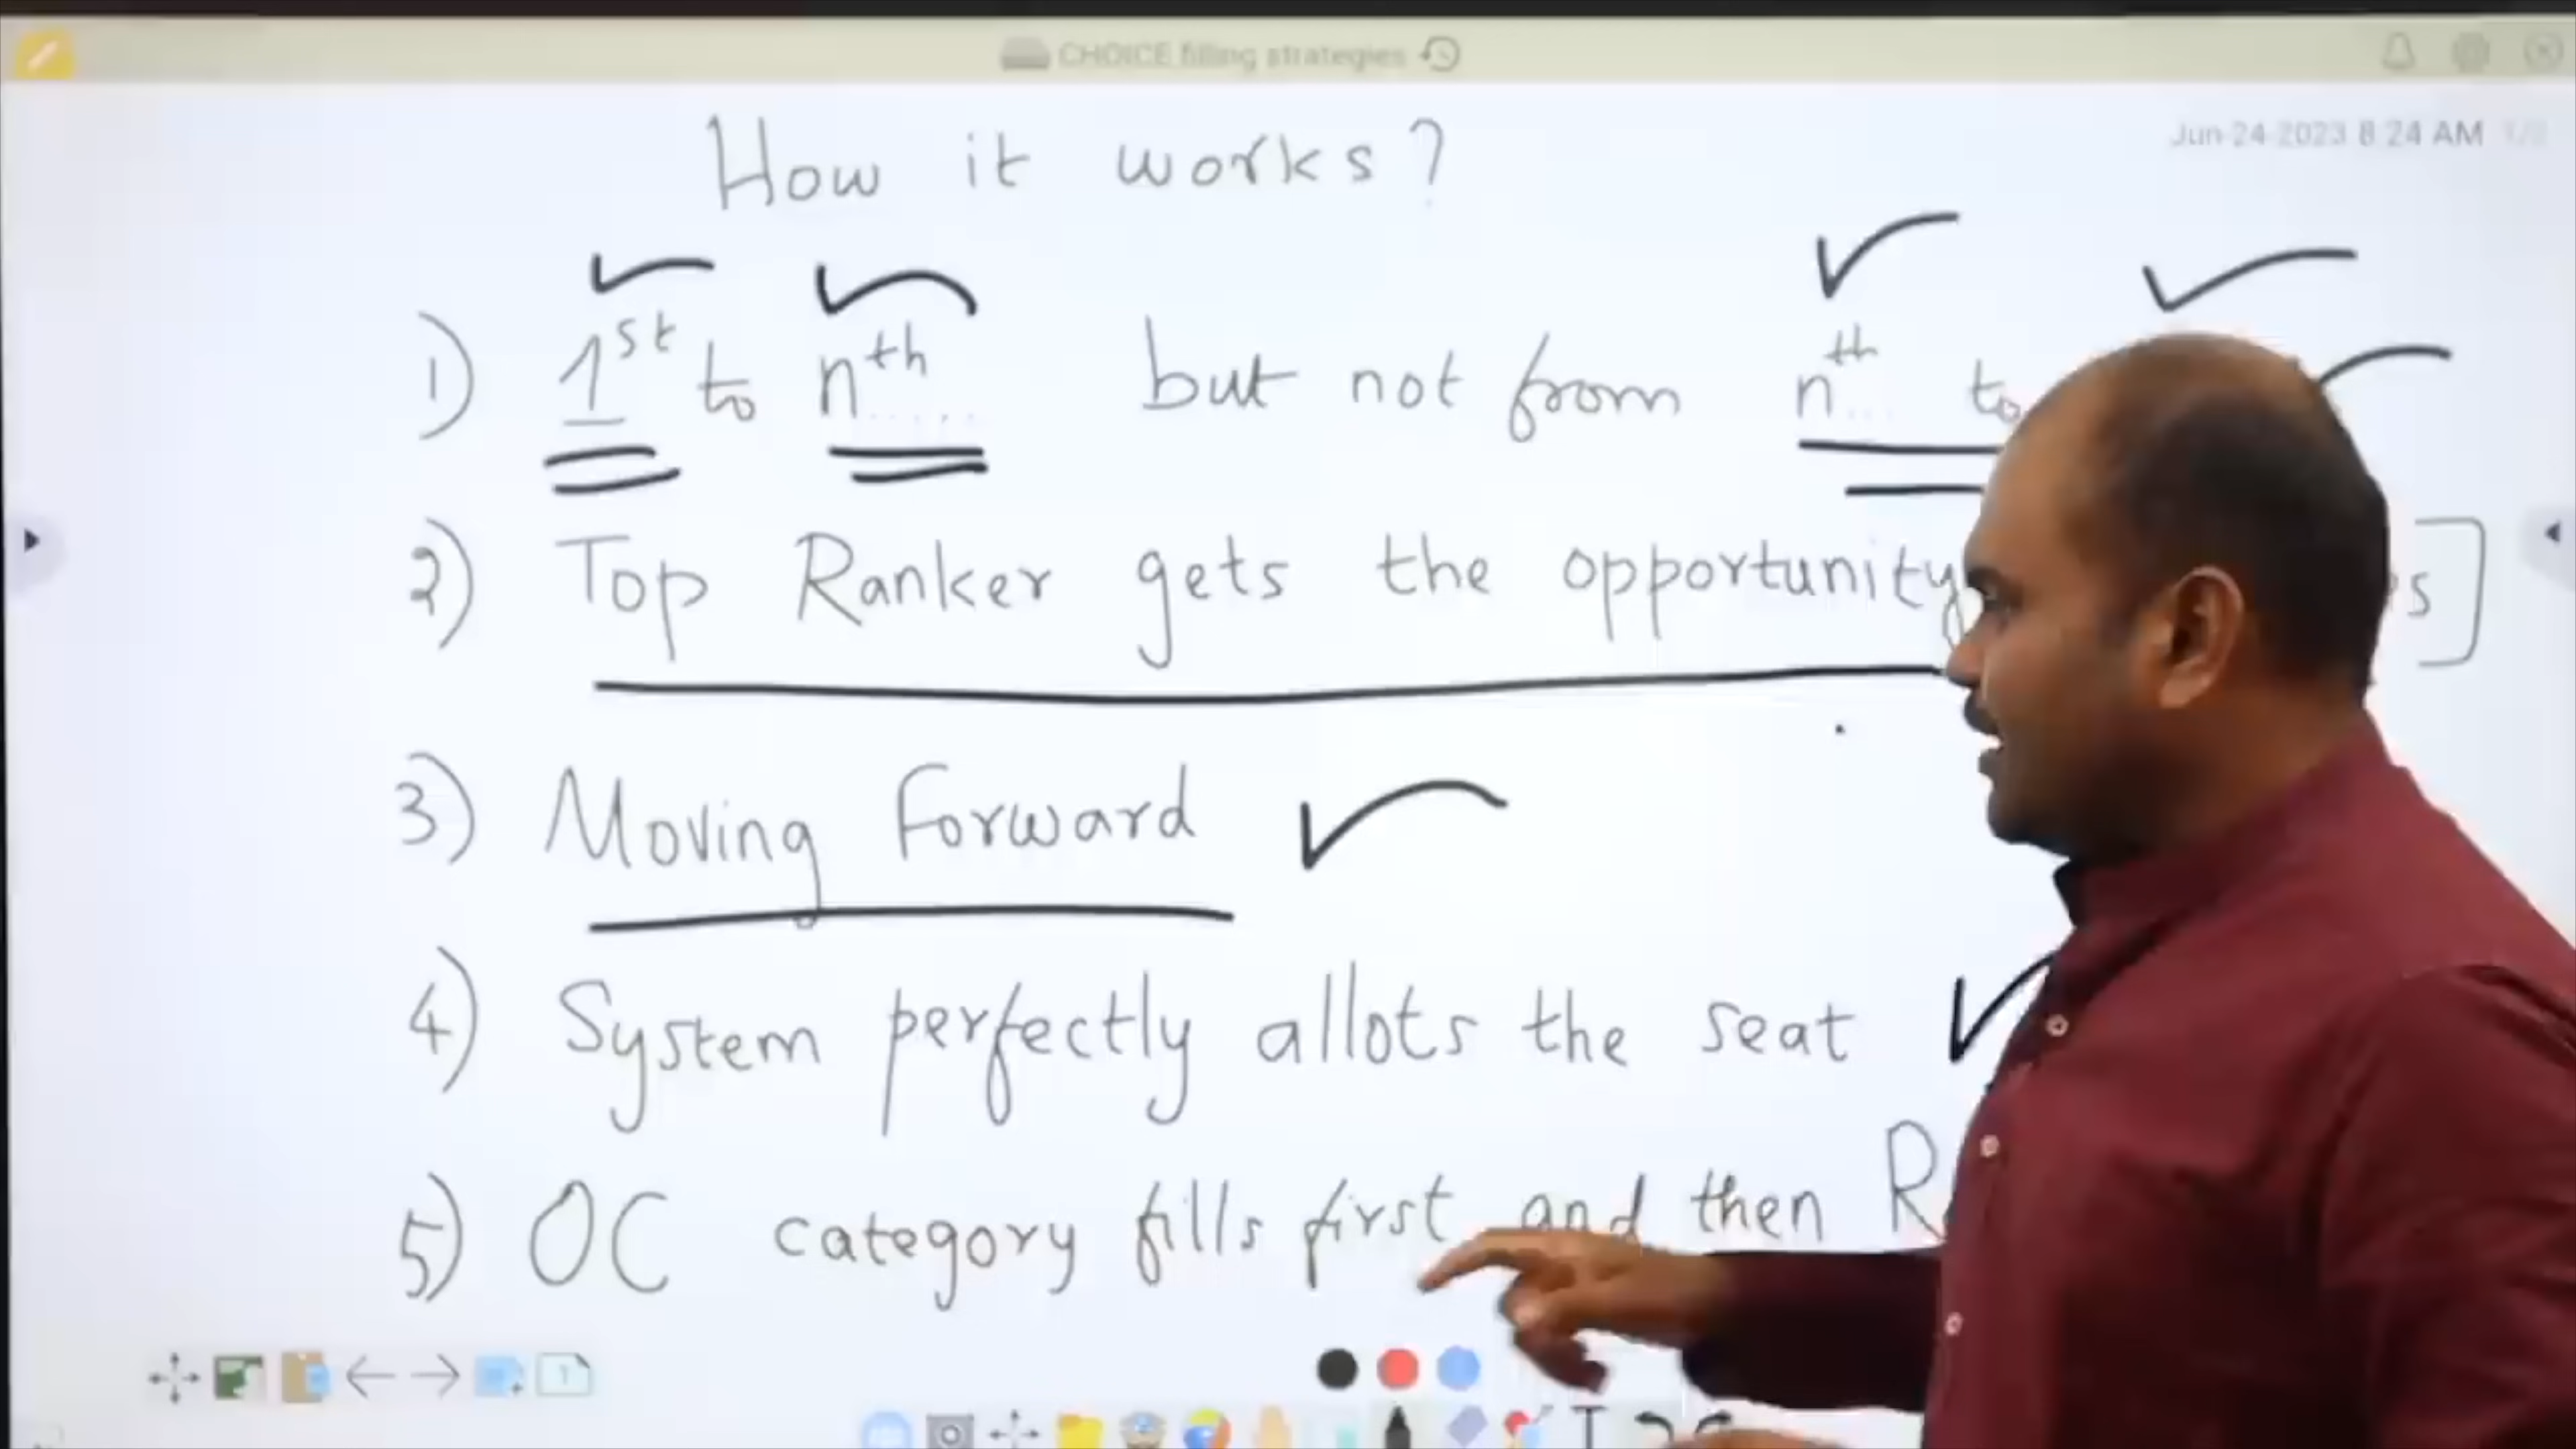 CHOICE filling strategies
Jun-24-2023 8:24 AM
How it works?
1) 1st to nth but not from nth to
2) Top Ranker gets the opportunity
3) Moving Forward
4) System perfectly allots the seat
5) OC category fills first and then